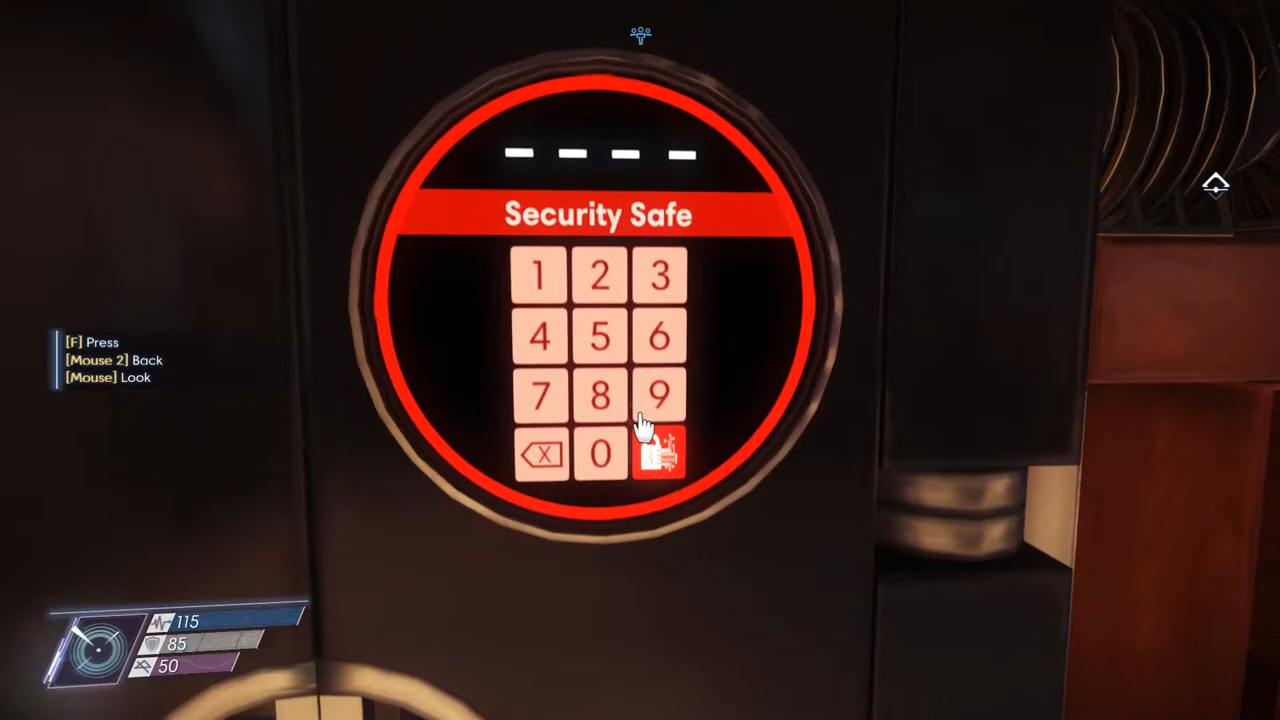 Security Safe
1 2 3
4 5 6
7 8 9
X 0
[F] Press
[Mouse 2] Back
[Mouse] Look
115
85
50